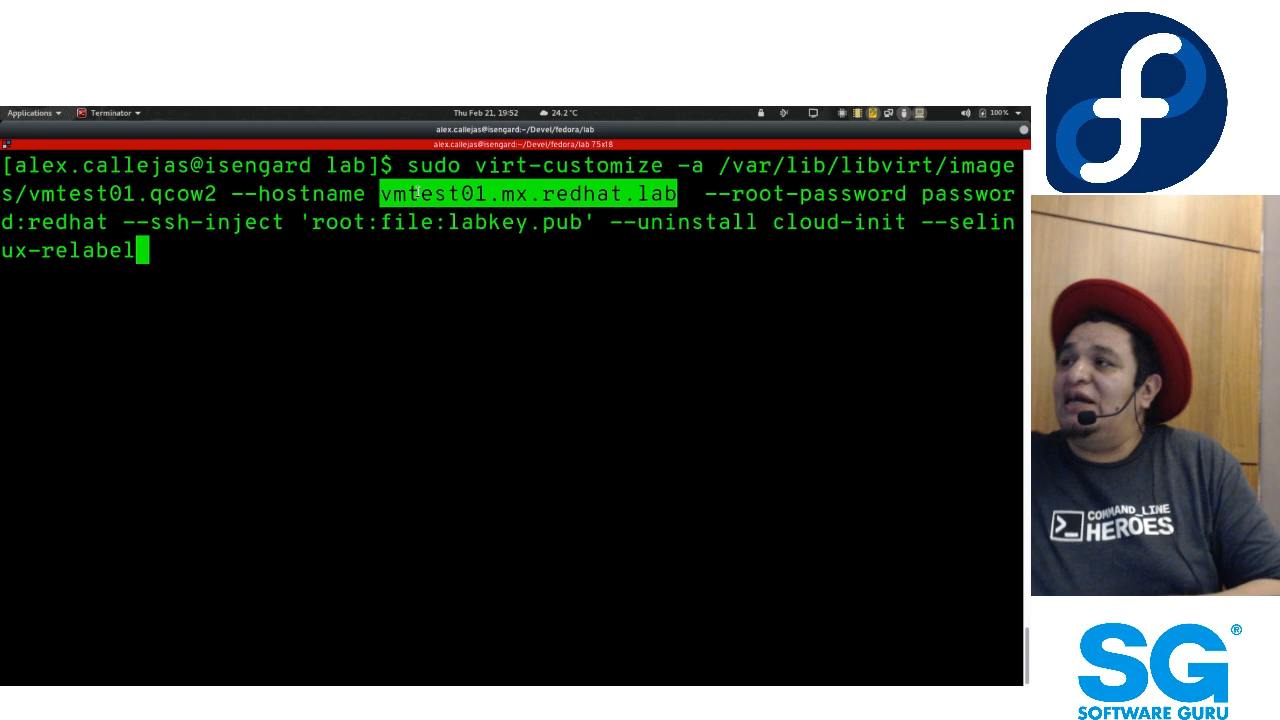 Applications Terminator Thu Feb 21, 19:52 24.2°C 100%
alex.callejas@isengard:~/Devel/fedora/lab
alex.callejas@isengard:~/Devel/fedora/lab 75x18
[alex.callejas@isengard lab]$ sudo virt-customize -a /var/lib/libvirt/image
s/vmtest01.qcow2 --hostname vmtest01.mx.redhat.lab  --root-password passwor
d:redhat --ssh-inject 'root:file:labkey.pub' --uninstall cloud-init --selin
ux-relabel
COMMAND_LINE
HEROES
SG®
SOFTWARE GURU